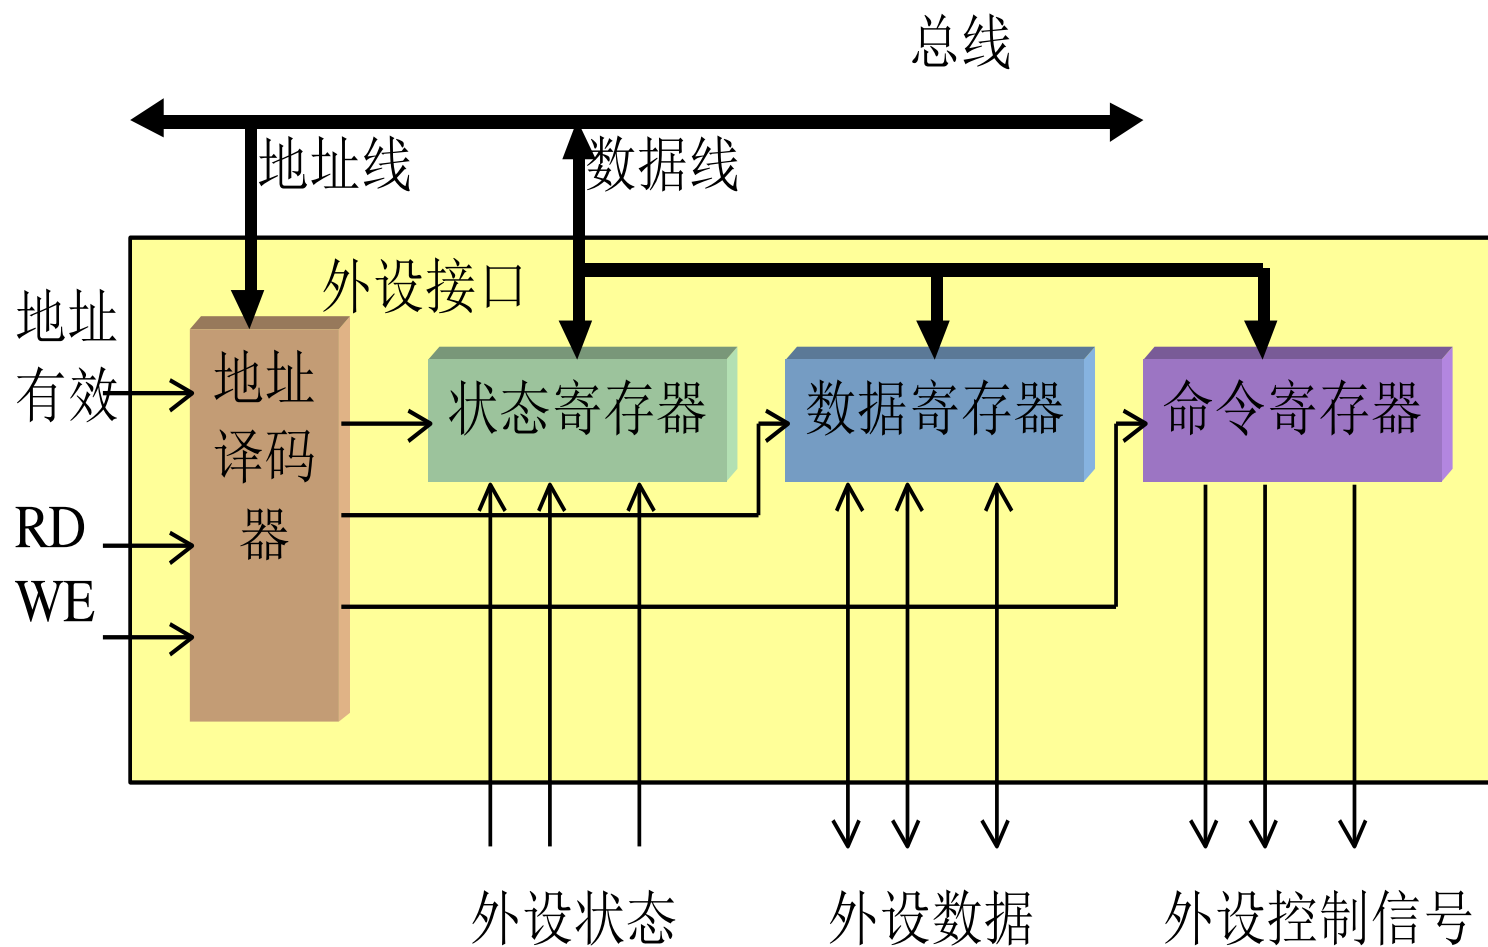 总线
地址线
数据线
外设接口
地址
有效
RD
WE
地址
译码
器
状态寄存器
数据寄存器
命令寄存器
外设状态
外设数据
外设控制信号